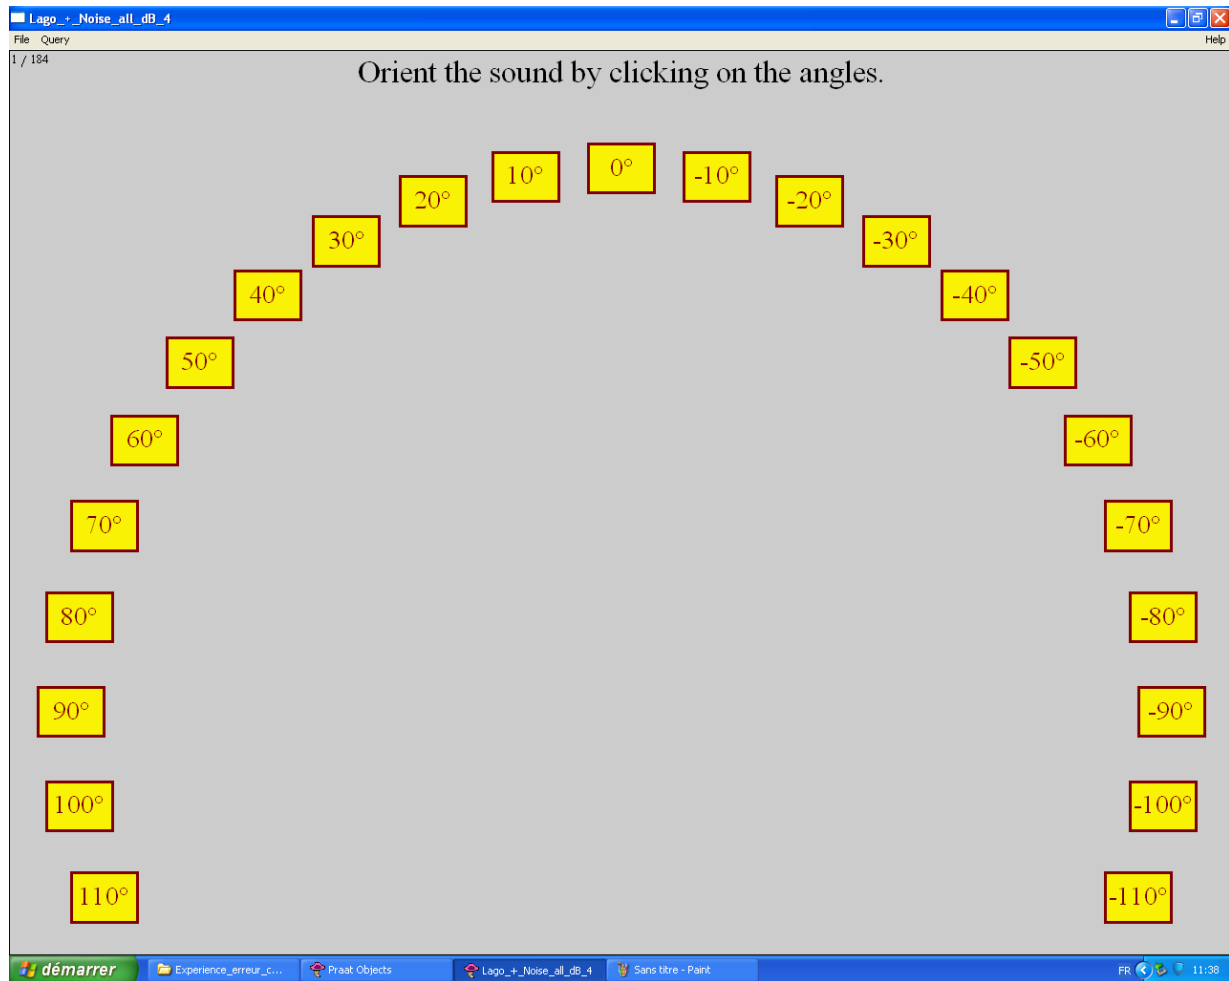 Lago_+_Noise_all_dB_4
File Query Help
1 / 184
Orient the sound by clicking on the angles.
0°
10° -10°
20° -20°
30° -30°
40° -40°
50° -50°
60° -60°
70° -70°
80° -80°
90° -90°
100° -100°
110° -110°
démarrer Experience_erreur_c... Praat Objects Lago_+_Noise_all_dB_4 Sans titre - Paint FR 11:38